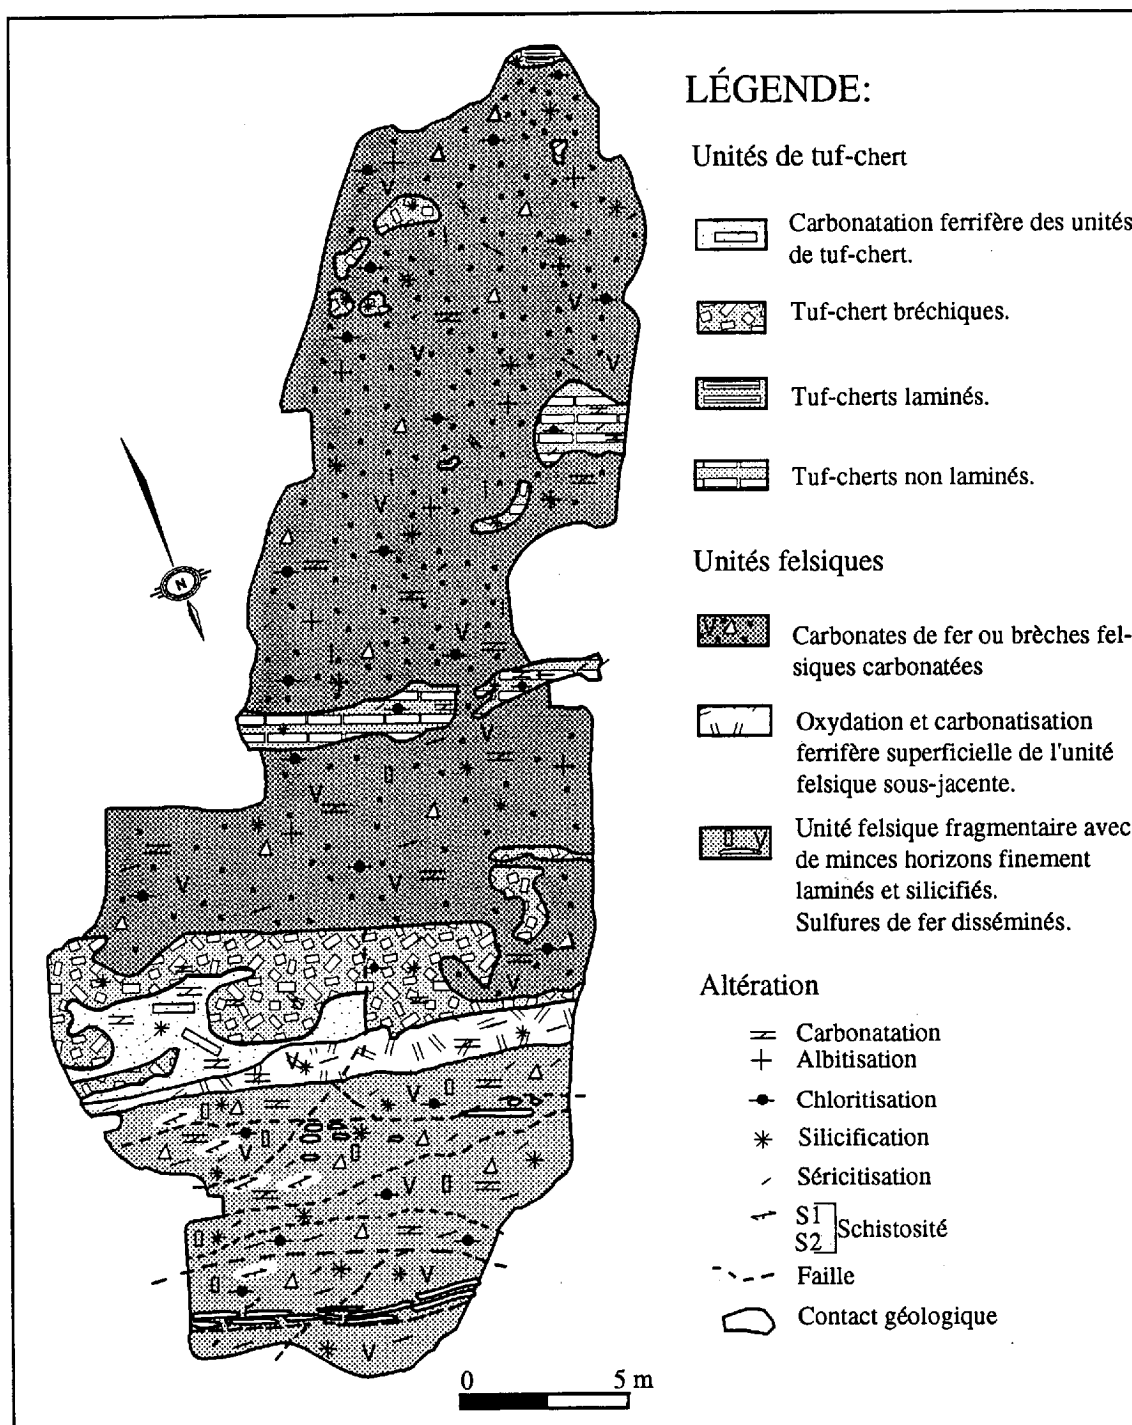 LÉGENDE:
Unités de tuf-chert
Carbonatation ferrifère des unités
de tuf-chert.
Tuf-chert bréchiques.
Tuf-cherts laminés.
Tuf-cherts non laminés.
Unités felsiques
Carbonates de fer ou brèches fel-
siques carbonatées
Oxydation et carbonatisation
ferrifère superficielle de l'unité
felsique sous-jacente.
Unité felsique fragmentaire avec
de minces horizons finement
laminés et silicifiés.
Sulfures de fer disséminés.
Altération
Carbonatation
Albitisation
Chloritisation
Silicification
Séricitisation
S1
S2
Schistosité
Faille
Contact géologique
N
0 5 m